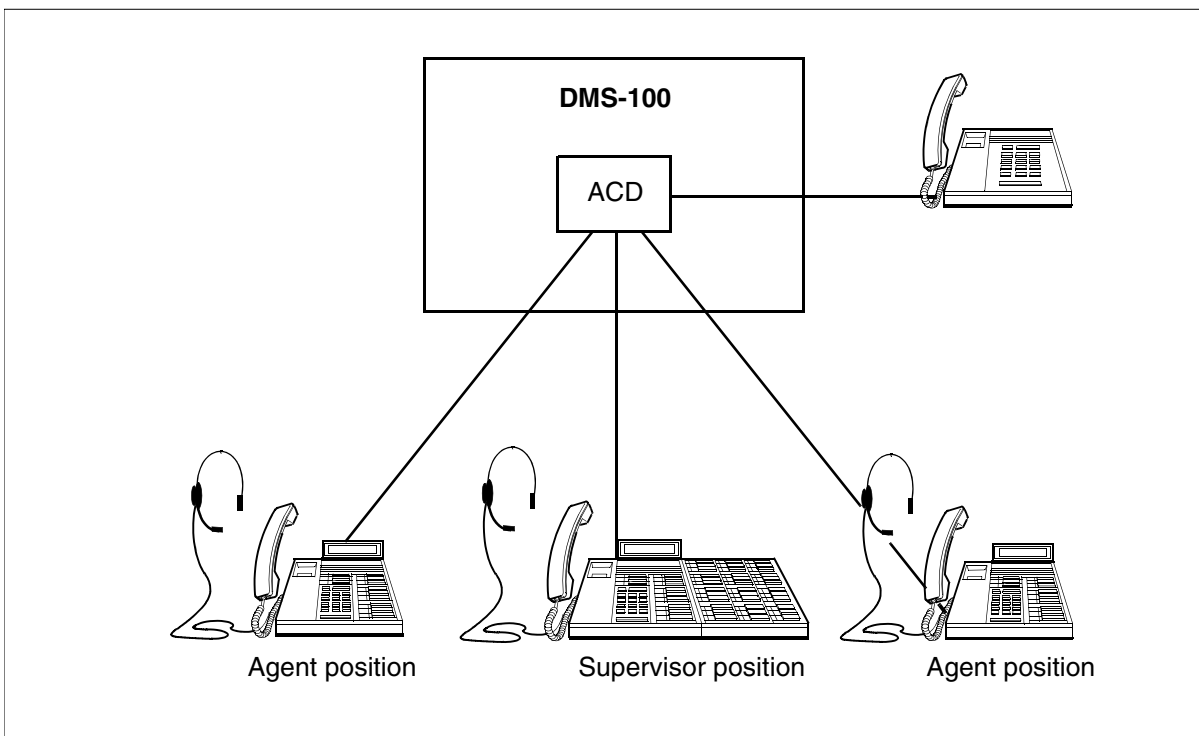 DMS-100
ACD
Agent position
Supervisor position
Agent position